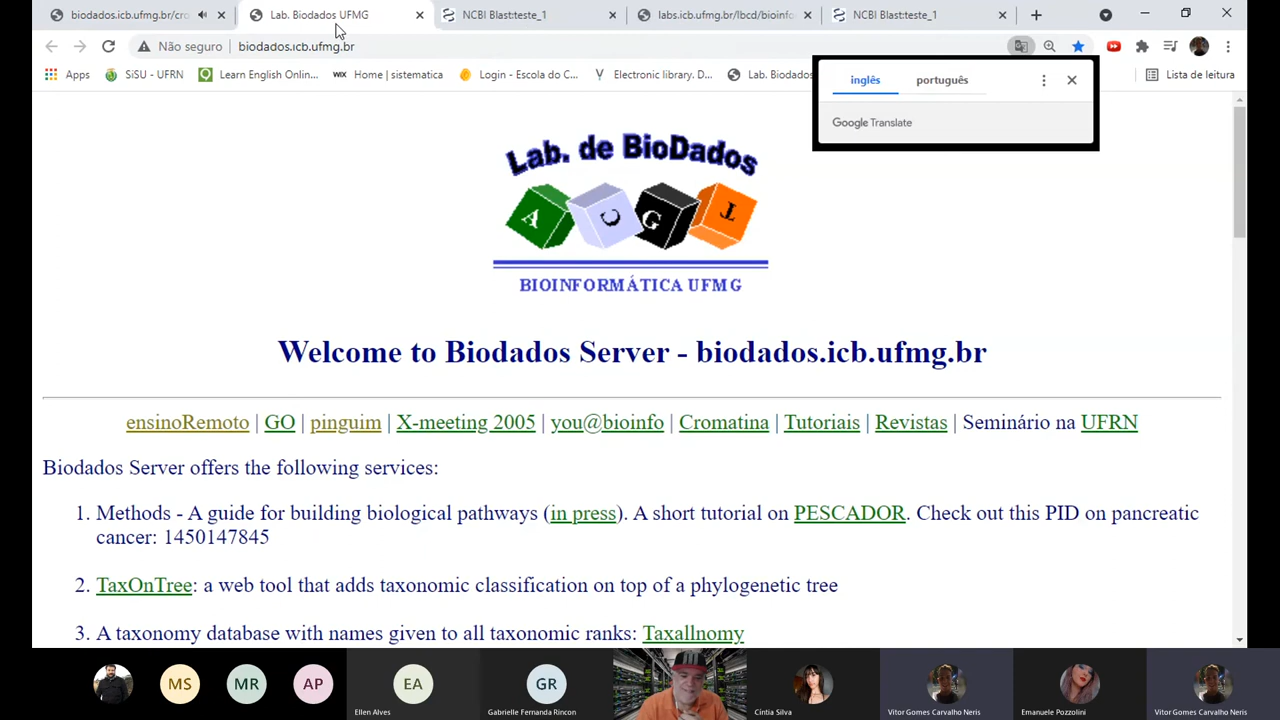 biodados.icb.ufmg.br/cro
Lab. Biodados UFMG
NCBI Blast:teste_1
labs.icb.ufmg.br/lbcd/bioinfo
NCBI Blast:teste_1
Não seguro
biodados.icb.ufmg.br
Apps
SiSU - UFRN
Learn English Onlin...
WIX Home | sistematica
Login - Escola do C...
Electronic library. D...
Lab. Biodados
Lista de leitura
inglês
português
Google Translate
Lab. de BioDados
A C G T
BIOINFORMÁTICA UFMG
Welcome to Biodados Server - biodados.icb.ufmg.br
ensinoRemoto | GO | pinguim | X-meeting 2005 | you@bioinfo | Cromatina | Tutoriais | Revistas | Seminário na UFRN
Biodados Server offers the following services:
1. Methods - A guide for building biological pathways (in press). A short tutorial on PESCADOR. Check out this PID on pancreatic
cancer: 1450147845
2. TaxOnTree: a web tool that adds taxonomic classification on top of a phylogenetic tree
3. A taxonomy database with names given to all taxonomic ranks: Taxallnomy
MS
MR
AP
EA
GR
Ellen Alves
Gabrielle Fernanda Rincon
Cíntia Silva
Vitor Gomes Carvalho Neris
Emanuele Pozzolini
Vitor Gomes Carvalho Neris